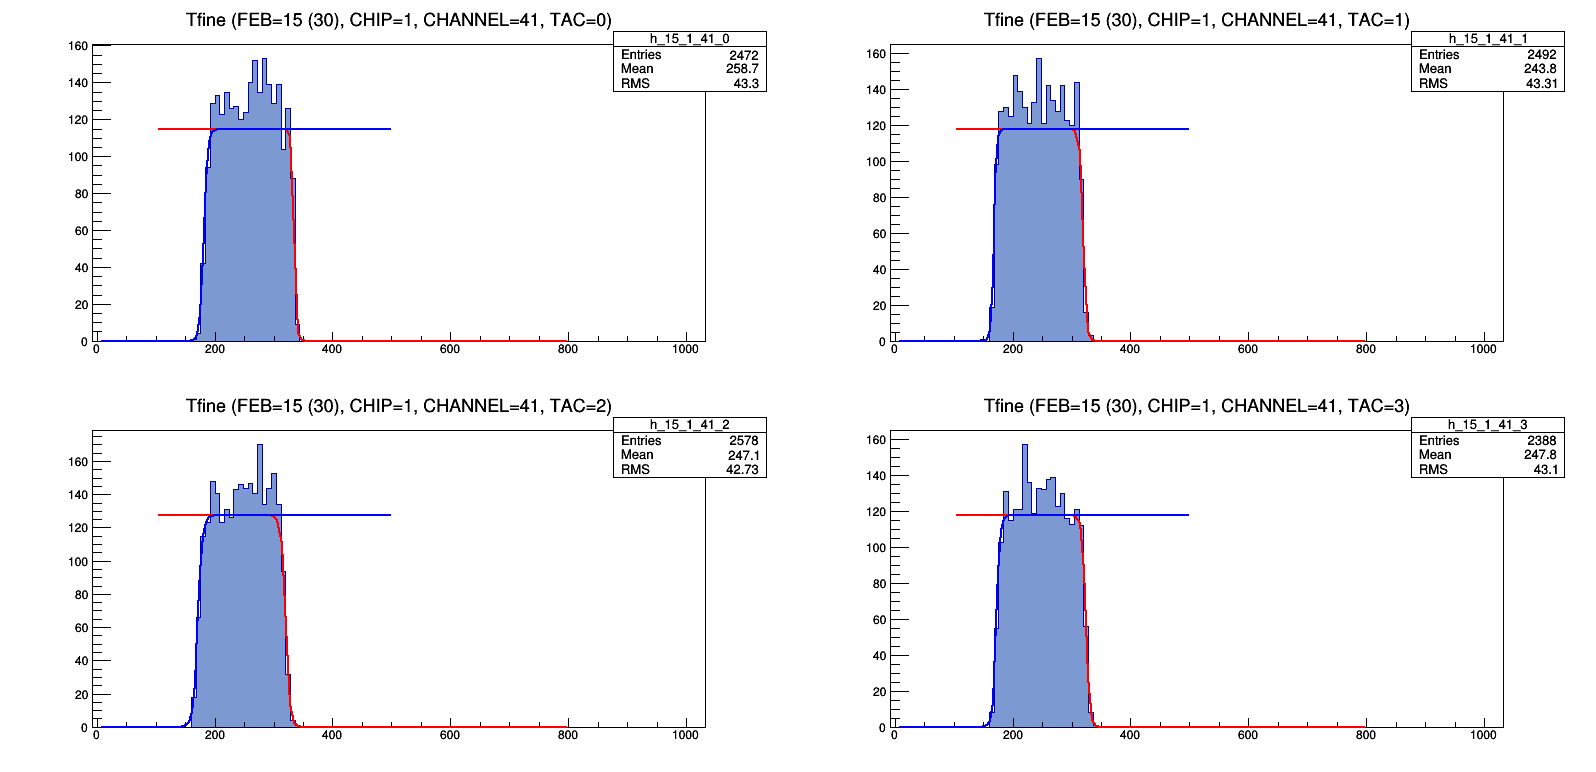 Tfine (FEB=15 (30), CHIP=1, CHANNEL=41, TAC=0)
h_15_1_41_0
Entries 2472
Mean 258.7
RMS 43.3
160
140
120
100
80
60
40
20
0
0 200 400 600 800 1000
Tfine (FEB=15 (30), CHIP=1, CHANNEL=41, TAC=1)
h_15_1_41_1
Entries 2492
Mean 243.8
RMS 43.31
160
140
120
100
80
60
40
20
0
0 200 400 600 800 1000
Tfine (FEB=15 (30), CHIP=1, CHANNEL=41, TAC=2)
h_15_1_41_2
Entries 2578
Mean 247.1
RMS 42.73
160
140
120
100
80
60
40
20
0
0 200 400 600 800 1000
Tfine (FEB=15 (30), CHIP=1, CHANNEL=41, TAC=3)
h_15_1_41_3
Entries 2388
Mean 247.8
RMS 43.1
160
140
120
100
80
60
40
20
0
0 200 400 600 800 1000